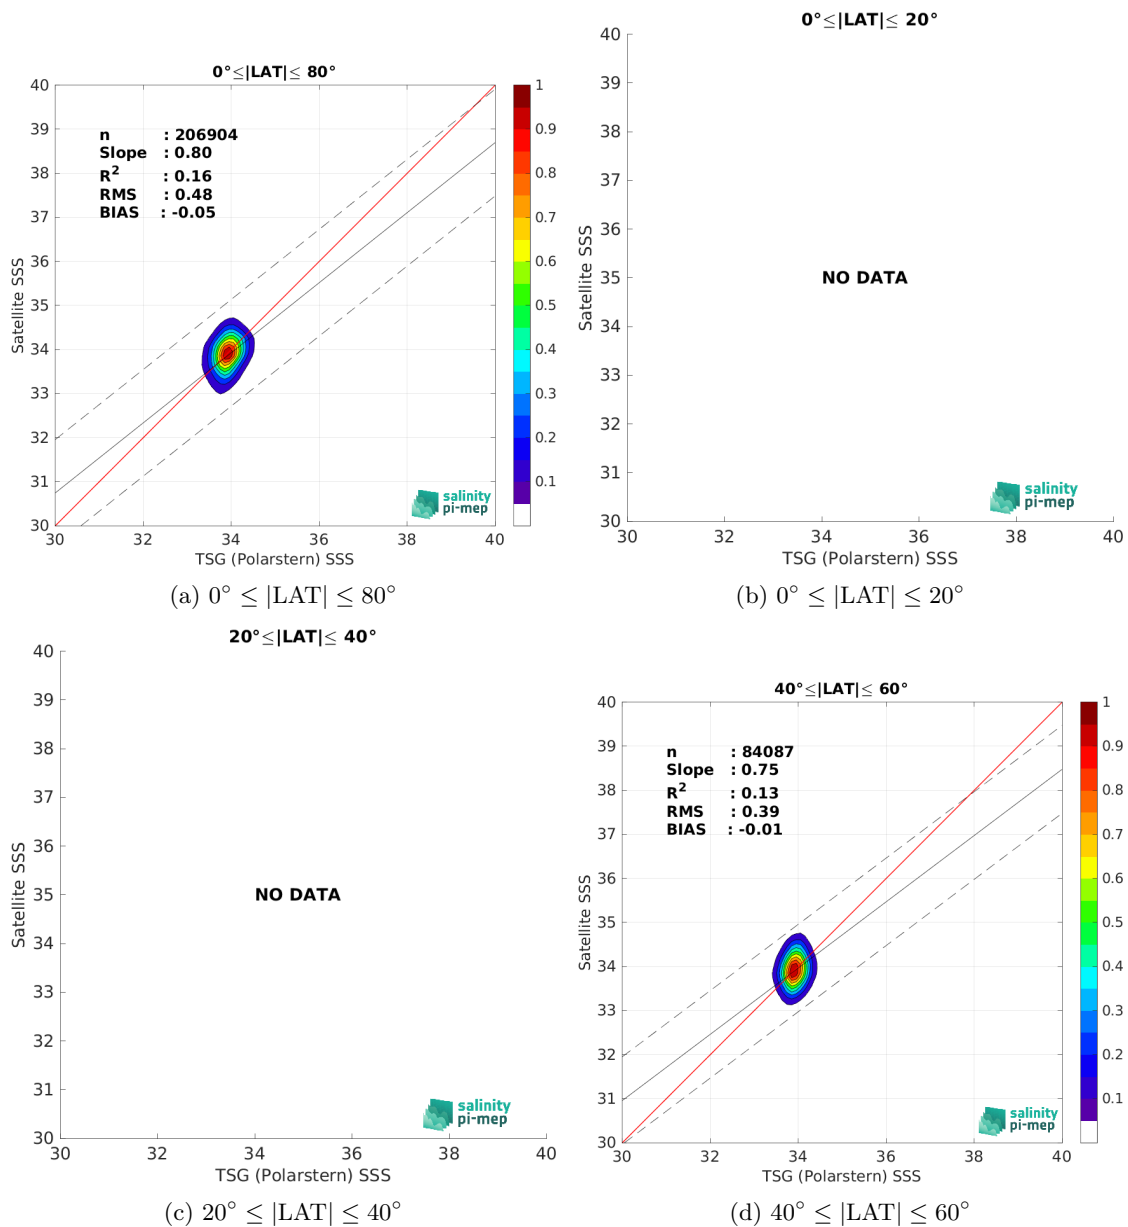 0°≤|LAT|≤ 80°
40
39
38
37
36
35
34
33
32
31
30
n : 206904
Slope : 0.80
R² : 0.16
RMS : 0.48
BIAS : -0.05
Satellite SSS
30 32 34 36 38 40
TSG (Polarstern) SSS
salinity
pi-mep
1
0.9
0.8
0.7
0.6
0.5
0.4
0.3
0.2
0.1
(a) 0° ≤ |LAT| ≤ 80°
0°≤|LAT|≤ 20°
40
39
38
37
36
35
34
33
32
31
30
Satellite SSS
NO DATA
salinity
pi-mep
30 32 34 36 38 40
TSG (Polarstern) SSS
(b) 0° ≤ |LAT| ≤ 20°
20°≤|LAT|≤ 40°
40
39
38
37
36
35
34
33
32
31
30
Satellite SSS
NO DATA
salinity
pi-mep
30 32 34 36 38 40
TSG (Polarstern) SSS
(c) 20° ≤ |LAT| ≤ 40°
40°≤|LAT|≤ 60°
40
39
38
37
36
35
34
33
32
31
30
n : 84087
Slope : 0.75
R² : 0.13
RMS : 0.39
BIAS : -0.01
Satellite SSS
salinity
pi-mep
30 32 34 36 38 40
TSG (Polarstern) SSS
1
0.9
0.8
0.7
0.6
0.5
0.4
0.3
0.2
0.1
(d) 40° ≤ |LAT| ≤ 60°